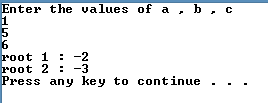 Enter the values of a , b , c
1
5
6
root 1 : -2
root 2 : -3
Press any key to continue . . .